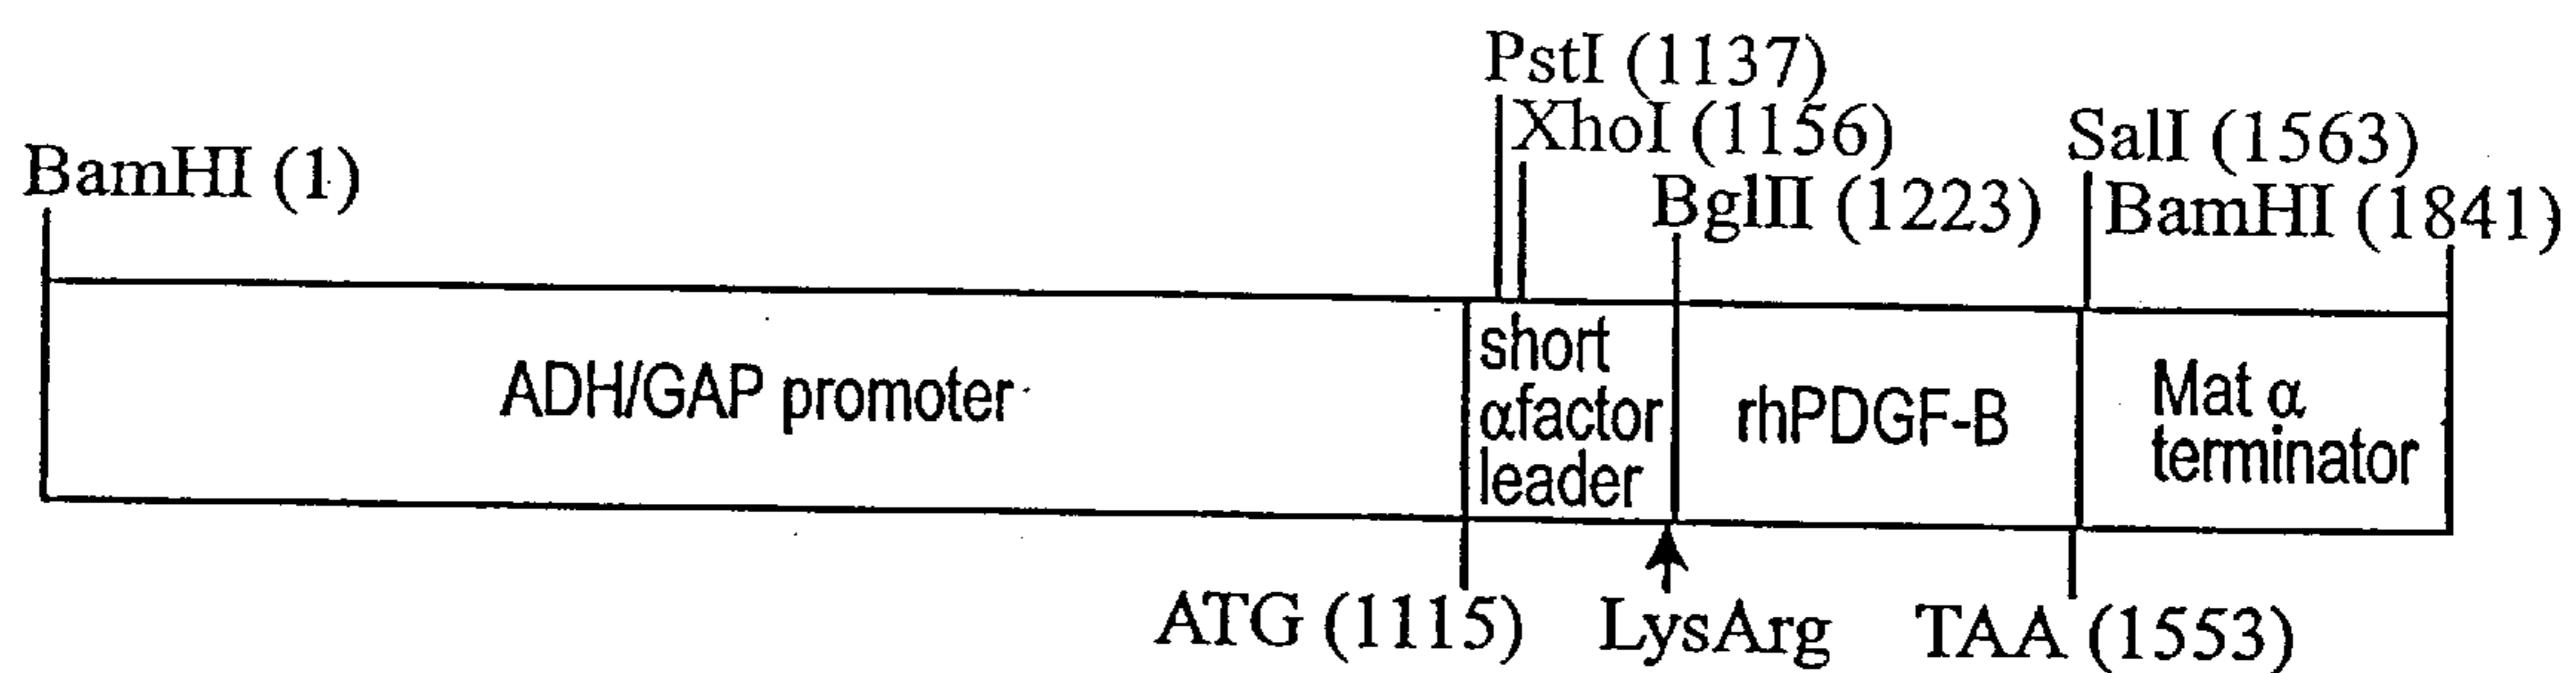 PstI (1137)
XhoI (1156)
BamHI (1)
BglII (1223)
SalI (1563)
BamHI (1841)
ADH/GAP promoter
short
αfactor
leader
rhPDGF-B
Mat α
terminator
ATG (1115)
LysArg
TAA (1553)